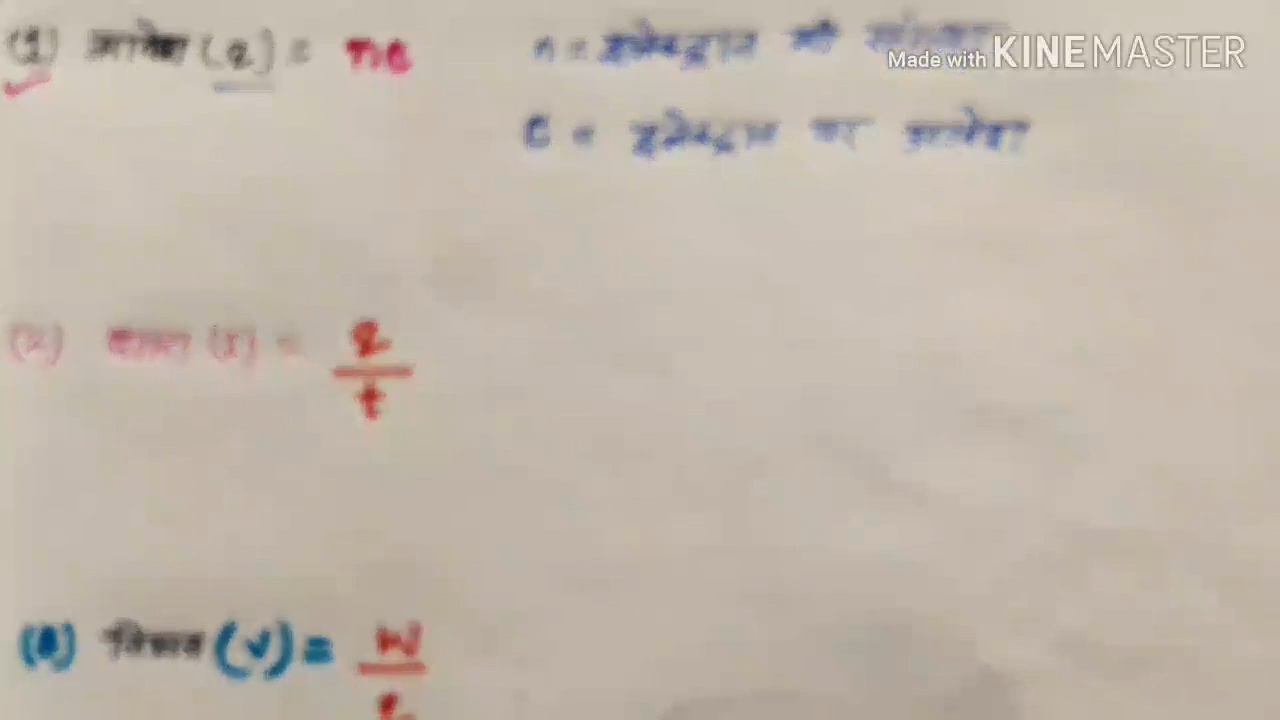 (1) आवेश (q) = ne
n = इलेक्ट्रान की संख्या
Made with KINEMASTER
e = इलेक्ट्रान का आवेश
(2) धारा (I) = q/t
(3) विभव (V) = W/q